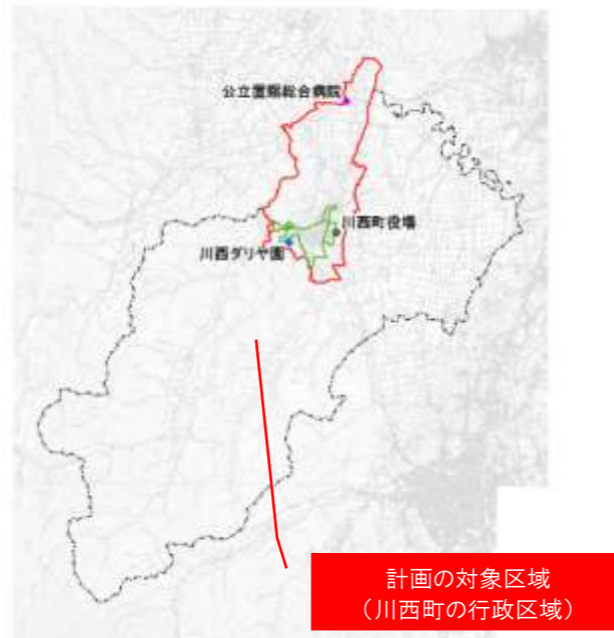 公立置賜総合病院
川西町役場
川西ダリヤ園
計画の対象区域
（川西町の行政区域）